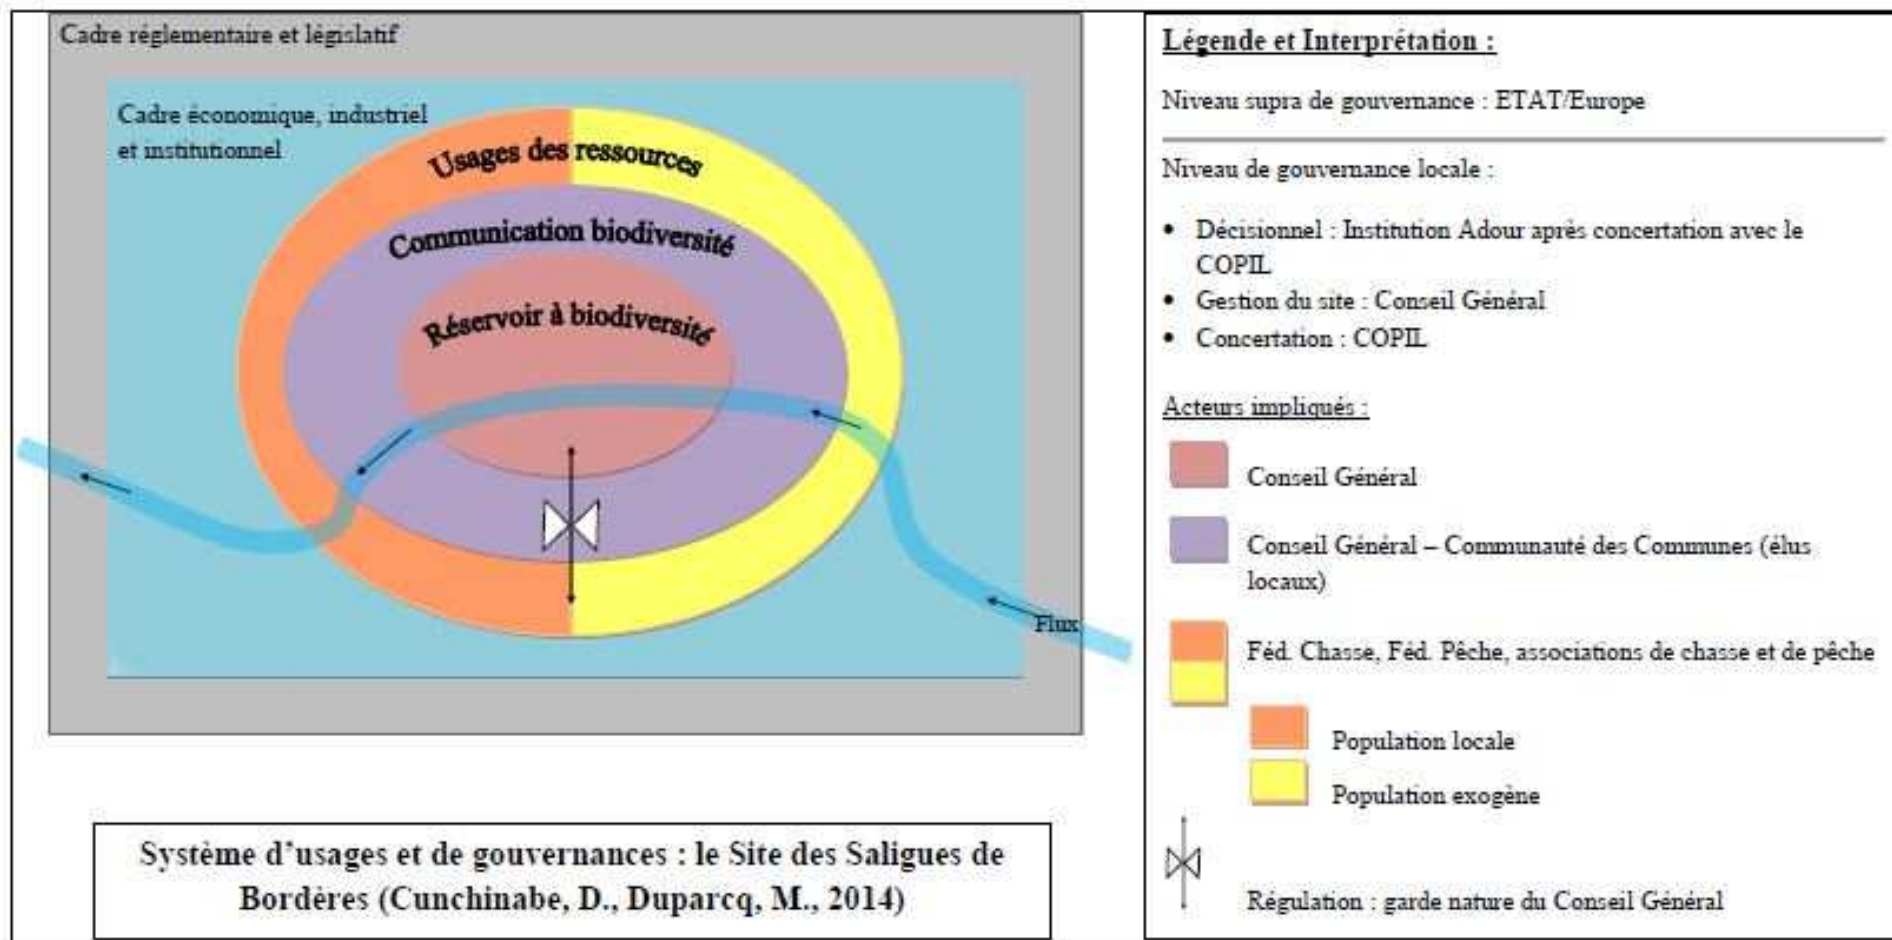 Cadre réglementaire et législatif
Cadre économique, industriel
et institutionnel
Usages des ressources
Communication biodiversité
Réservoir à biodiversité
Flux
Système d’usages et de gouvernances : le Site des Saligues de
Bordères (Cunchinabe, D., Duparcq, M., 2014)
Légende et Interprétation :
Niveau supra de gouvernance : ETAT/Europe
Niveau de gouvernance locale :
• Décisionnel : Institution Adour après concertation avec le
COPIL
• Gestion du site : Conseil Général
• Concertation : COPIL
Acteurs impliqués :
Conseil Général
Conseil Général – Communauté des Communes (élus
locaux)
Féd. Chasse, Féd. Pêche, associations de chasse et de pêche
Population locale
Population exogène
Régulation : garde nature du Conseil Général